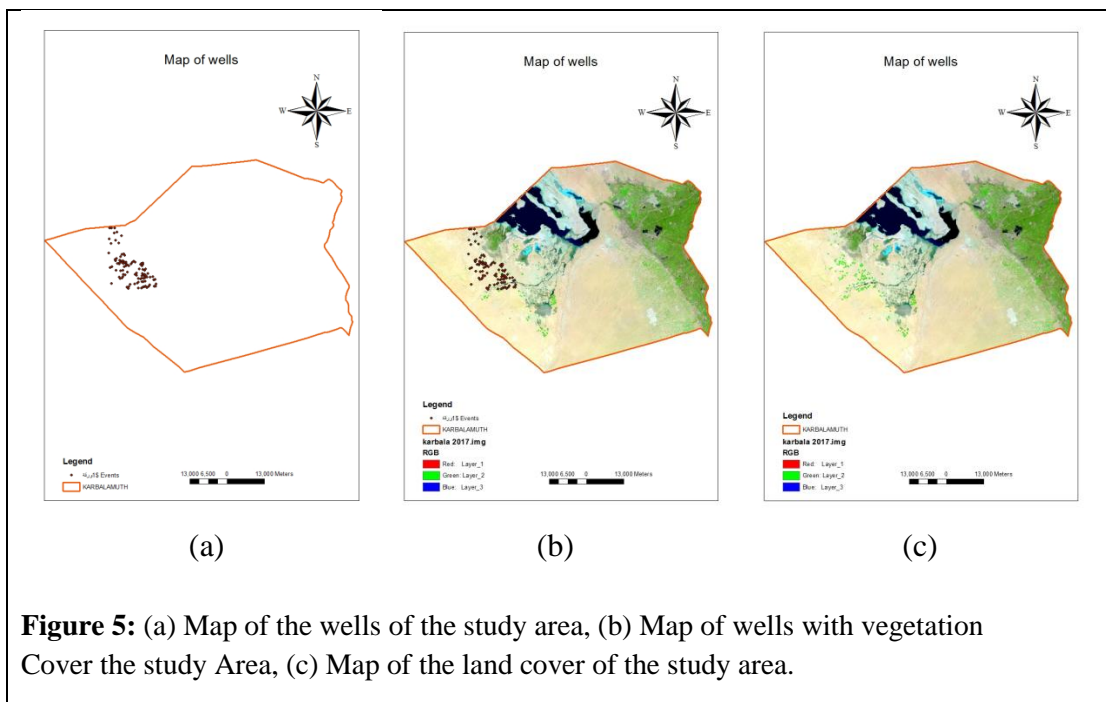 Map of wells
N
W E
S
Legend
Events
KARBALAMUTH
13,000 6,500 0 13,000 Meters
(a)
Map of wells
N
W E
S
Legend
Events
KARBALAMUTH
karbala 2017.img
RGB
Red: Layer_1
Green: Layer_2
Blue: Layer_3
13,000 6,500 0 13,000 Meters
(b)
Map of wells
N
W E
S
Legend
KARBALAMUTH
karbala 2017.img
RGB
Red: Layer_1
Green: Layer_2
Blue: Layer_3
13,000 6,500 0 13,000 Meters
(c)
Figure 5: (a) Map of the wells of the study area, (b) Map of wells with vegetation
Cover the study Area, (c) Map of the land cover of the study area.